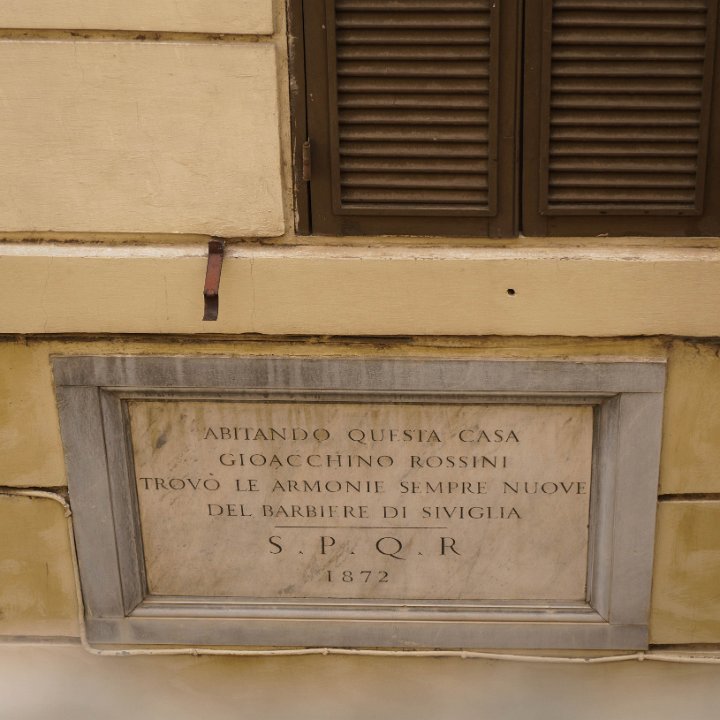 ABITANDO QUESTA CASA
GIOACCHINO ROSSINI
TROVÒ LE ARMONIE SEMPRE NUOVE
DEL BARBIERE DI SIVIGLIA
S.P.Q.R
1872